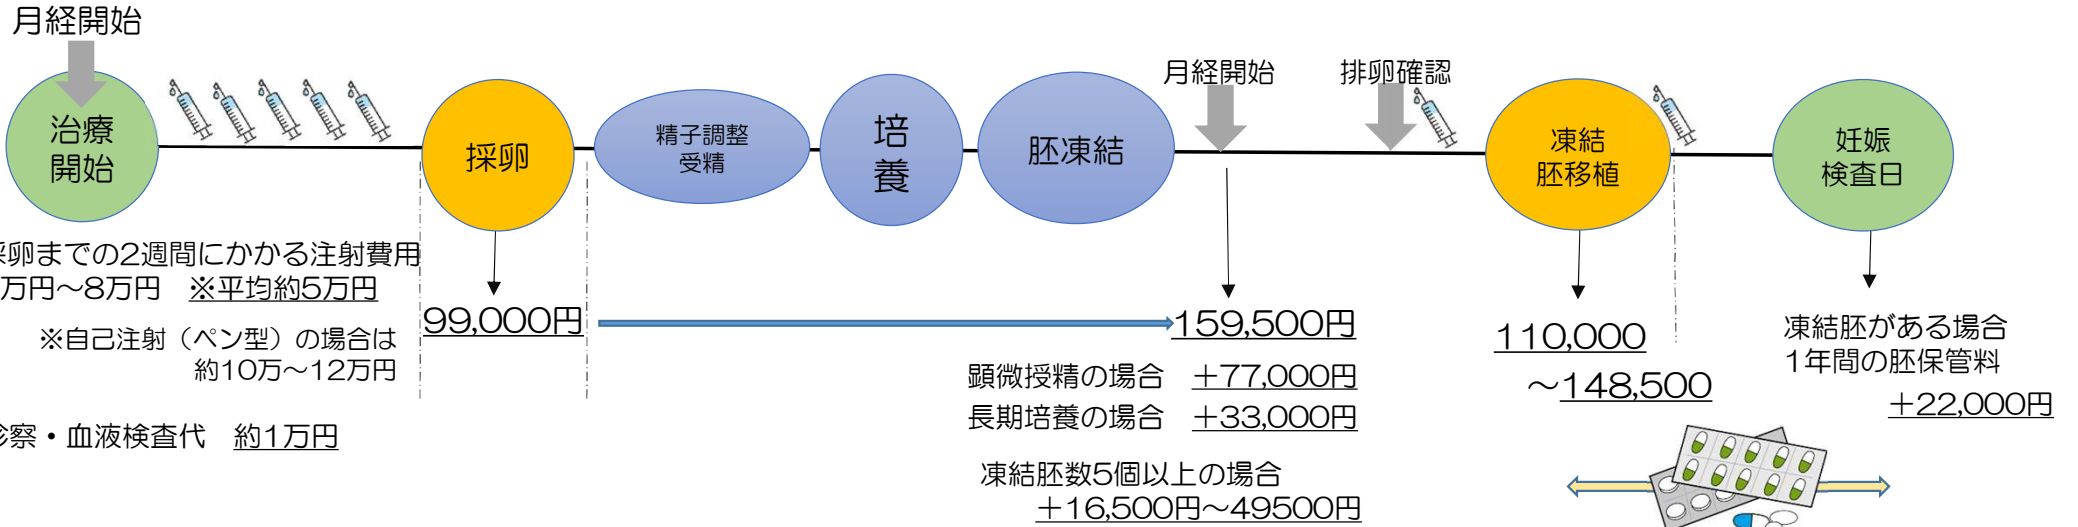 月経開始
治療
開始
採卵
精子調整
受精
培
養
胚凍結
月経開始
排卵確認
凍結
胚移植
妊娠
検査日
採卵までの2週間にかかる注射費用
万円～8万円 ※平均約5万円
※自己注射（ペン型）の場合は
約10万～12万円
診察・血液検査代 約1万円
99,000円
159,500円
顕微授精の場合 ＋77,000円
長期培養の場合 ＋33,000円
凍結胚数5個以上の場合
＋16,500円～49500円
110,000
～148,500
凍結胚がある場合
1年間の胚保管料
＋22,000円